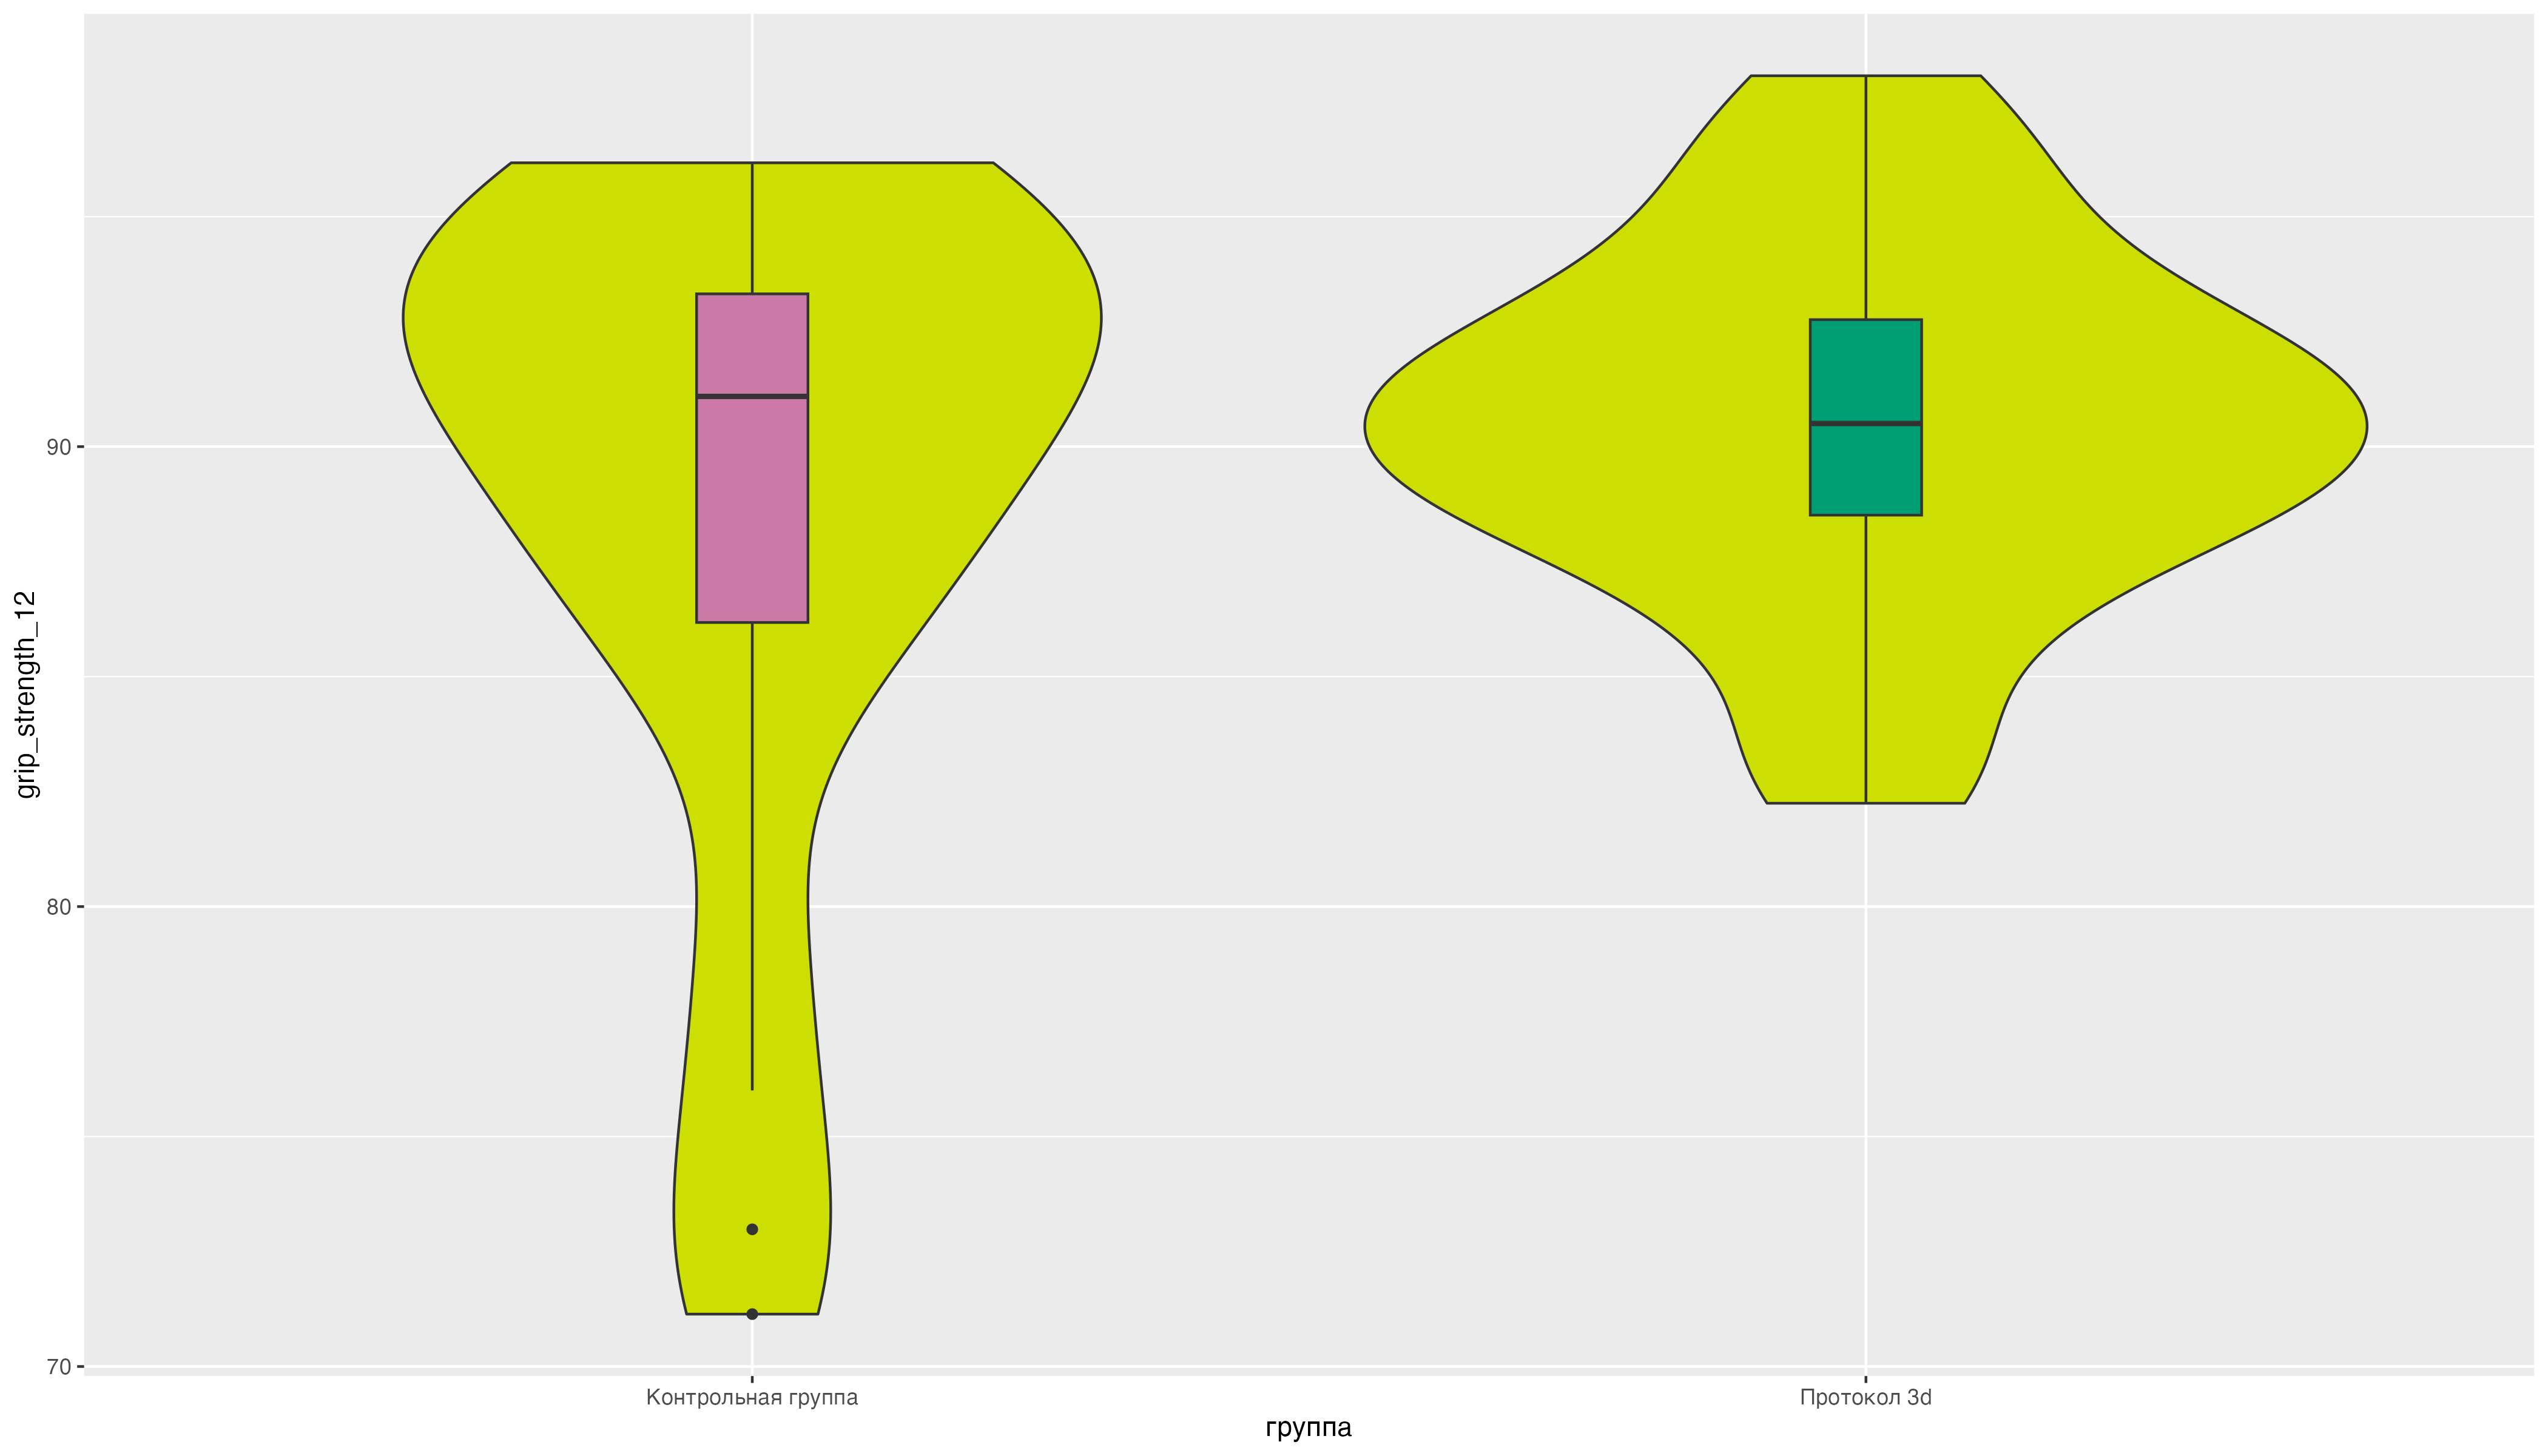 grip_strength_12
90
80
70
Контрольная группа
Протокол 3d
группа